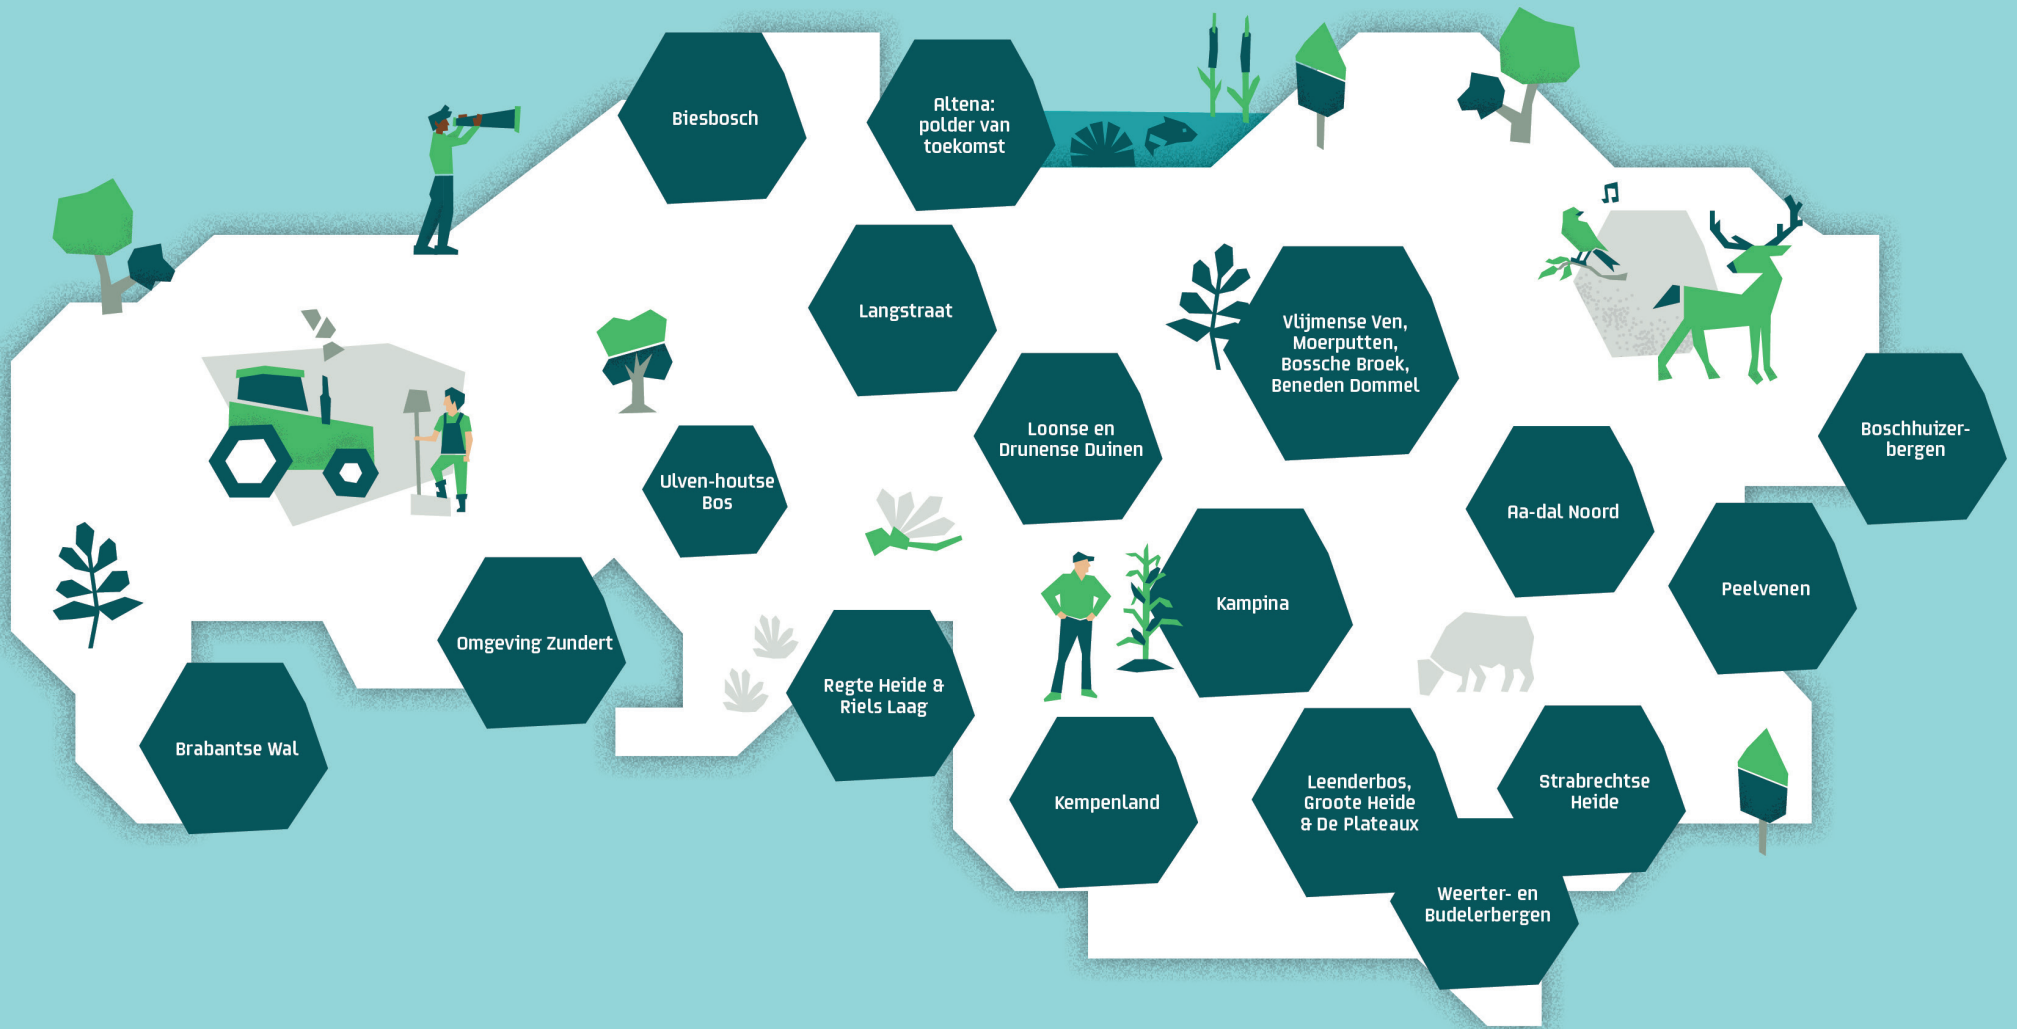 Biesbosch
Altena:
polder van
toekomst
Langstraat
Vlijmense Ven,
Moerputten,
Bossche Broek,
Beneden Dommel
Loonse en
Drunense Duinen
Boschhuizer-
bergen
Ulven-houtse
Bos
Aa-dal Noord
Peelvenen
Kampina
Omgeving Zundert
Regte Heide &
Riels Laag
Brabantse Wal
Kempenland
Leenderbos,
Groote Heide
& De Plateaux
Strabrechtse
Heide
Weerter- en
Budelerbergen